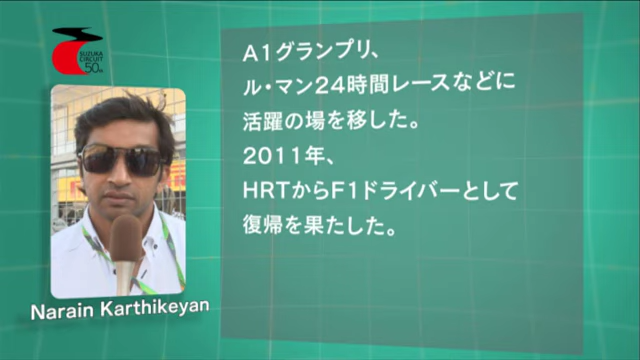 SUZUKA
CIRCUIT
50th
A1グランプリ、
ル・マン24時間レースなどに
活躍の場を移した。
2011年、
HRTからF1ドライバーとして
復帰を果たした。
Narain Karthikeyan